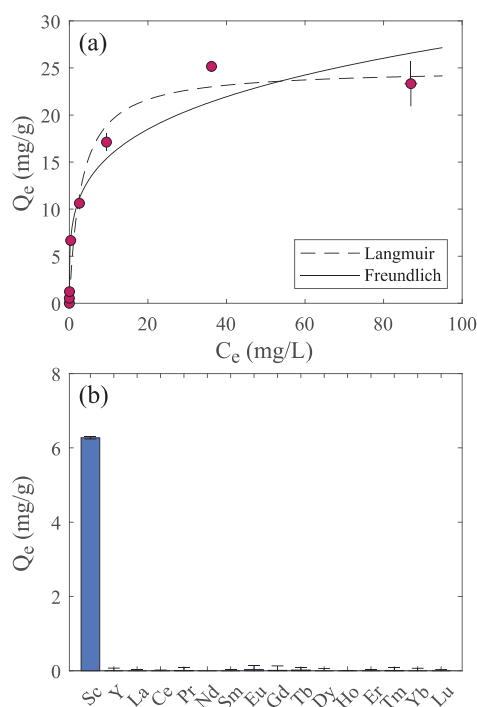 (a)
30
25
20
15
10
5
0
Qe (mg/g)
Langmuir
Freundlich
0 20 40 60 80 100
Ce (mg/L)
(b)
8
6
4
2
0
Qe (mg/g)
Sc Y La Ce Pr Nd Sm Eu Gd Tb Dy Ho Er Tm Yb Lu